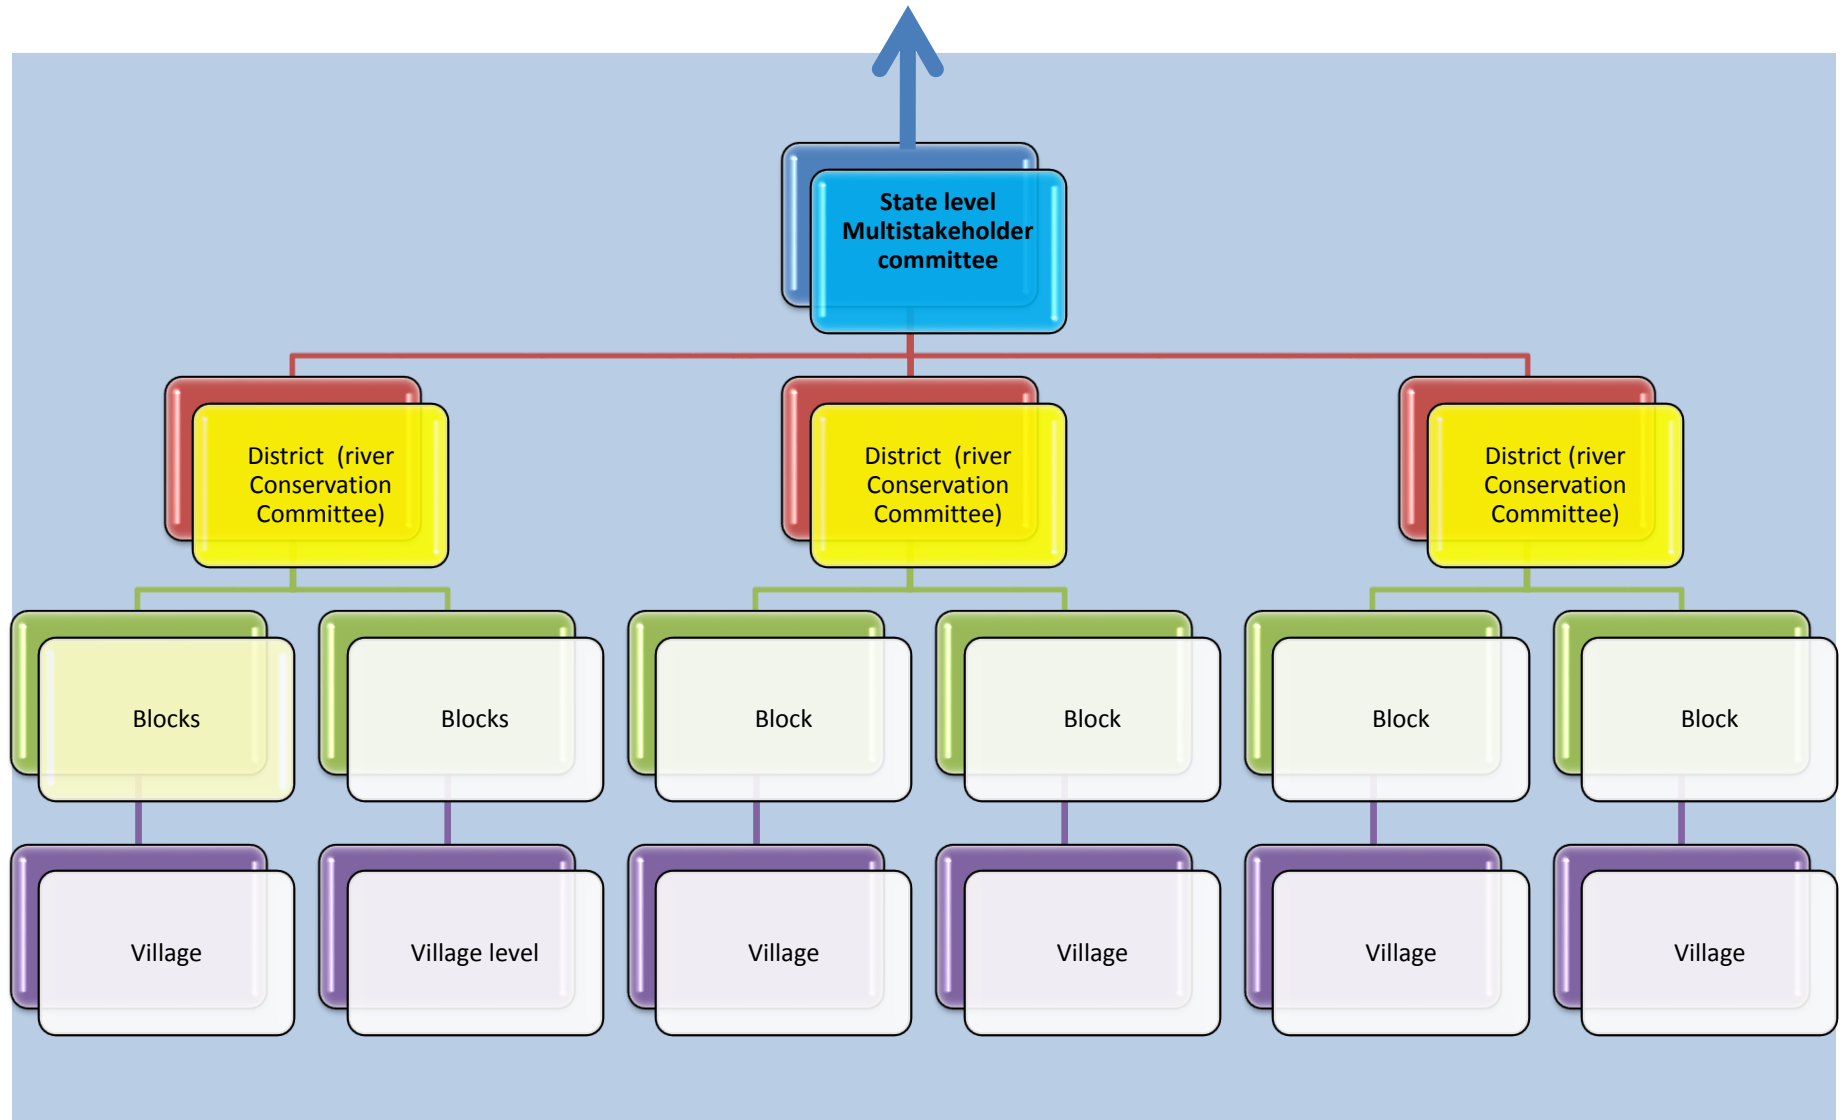 State level
Multistakeholder
committee
District  (river
Conservation
Committee)
District  (river
Conservation
Committee)
District (river
Conservation
Committee)
Blocks
Blocks
Block
Block
Block
Block
Village
Village level
Village
Village
Village
Village